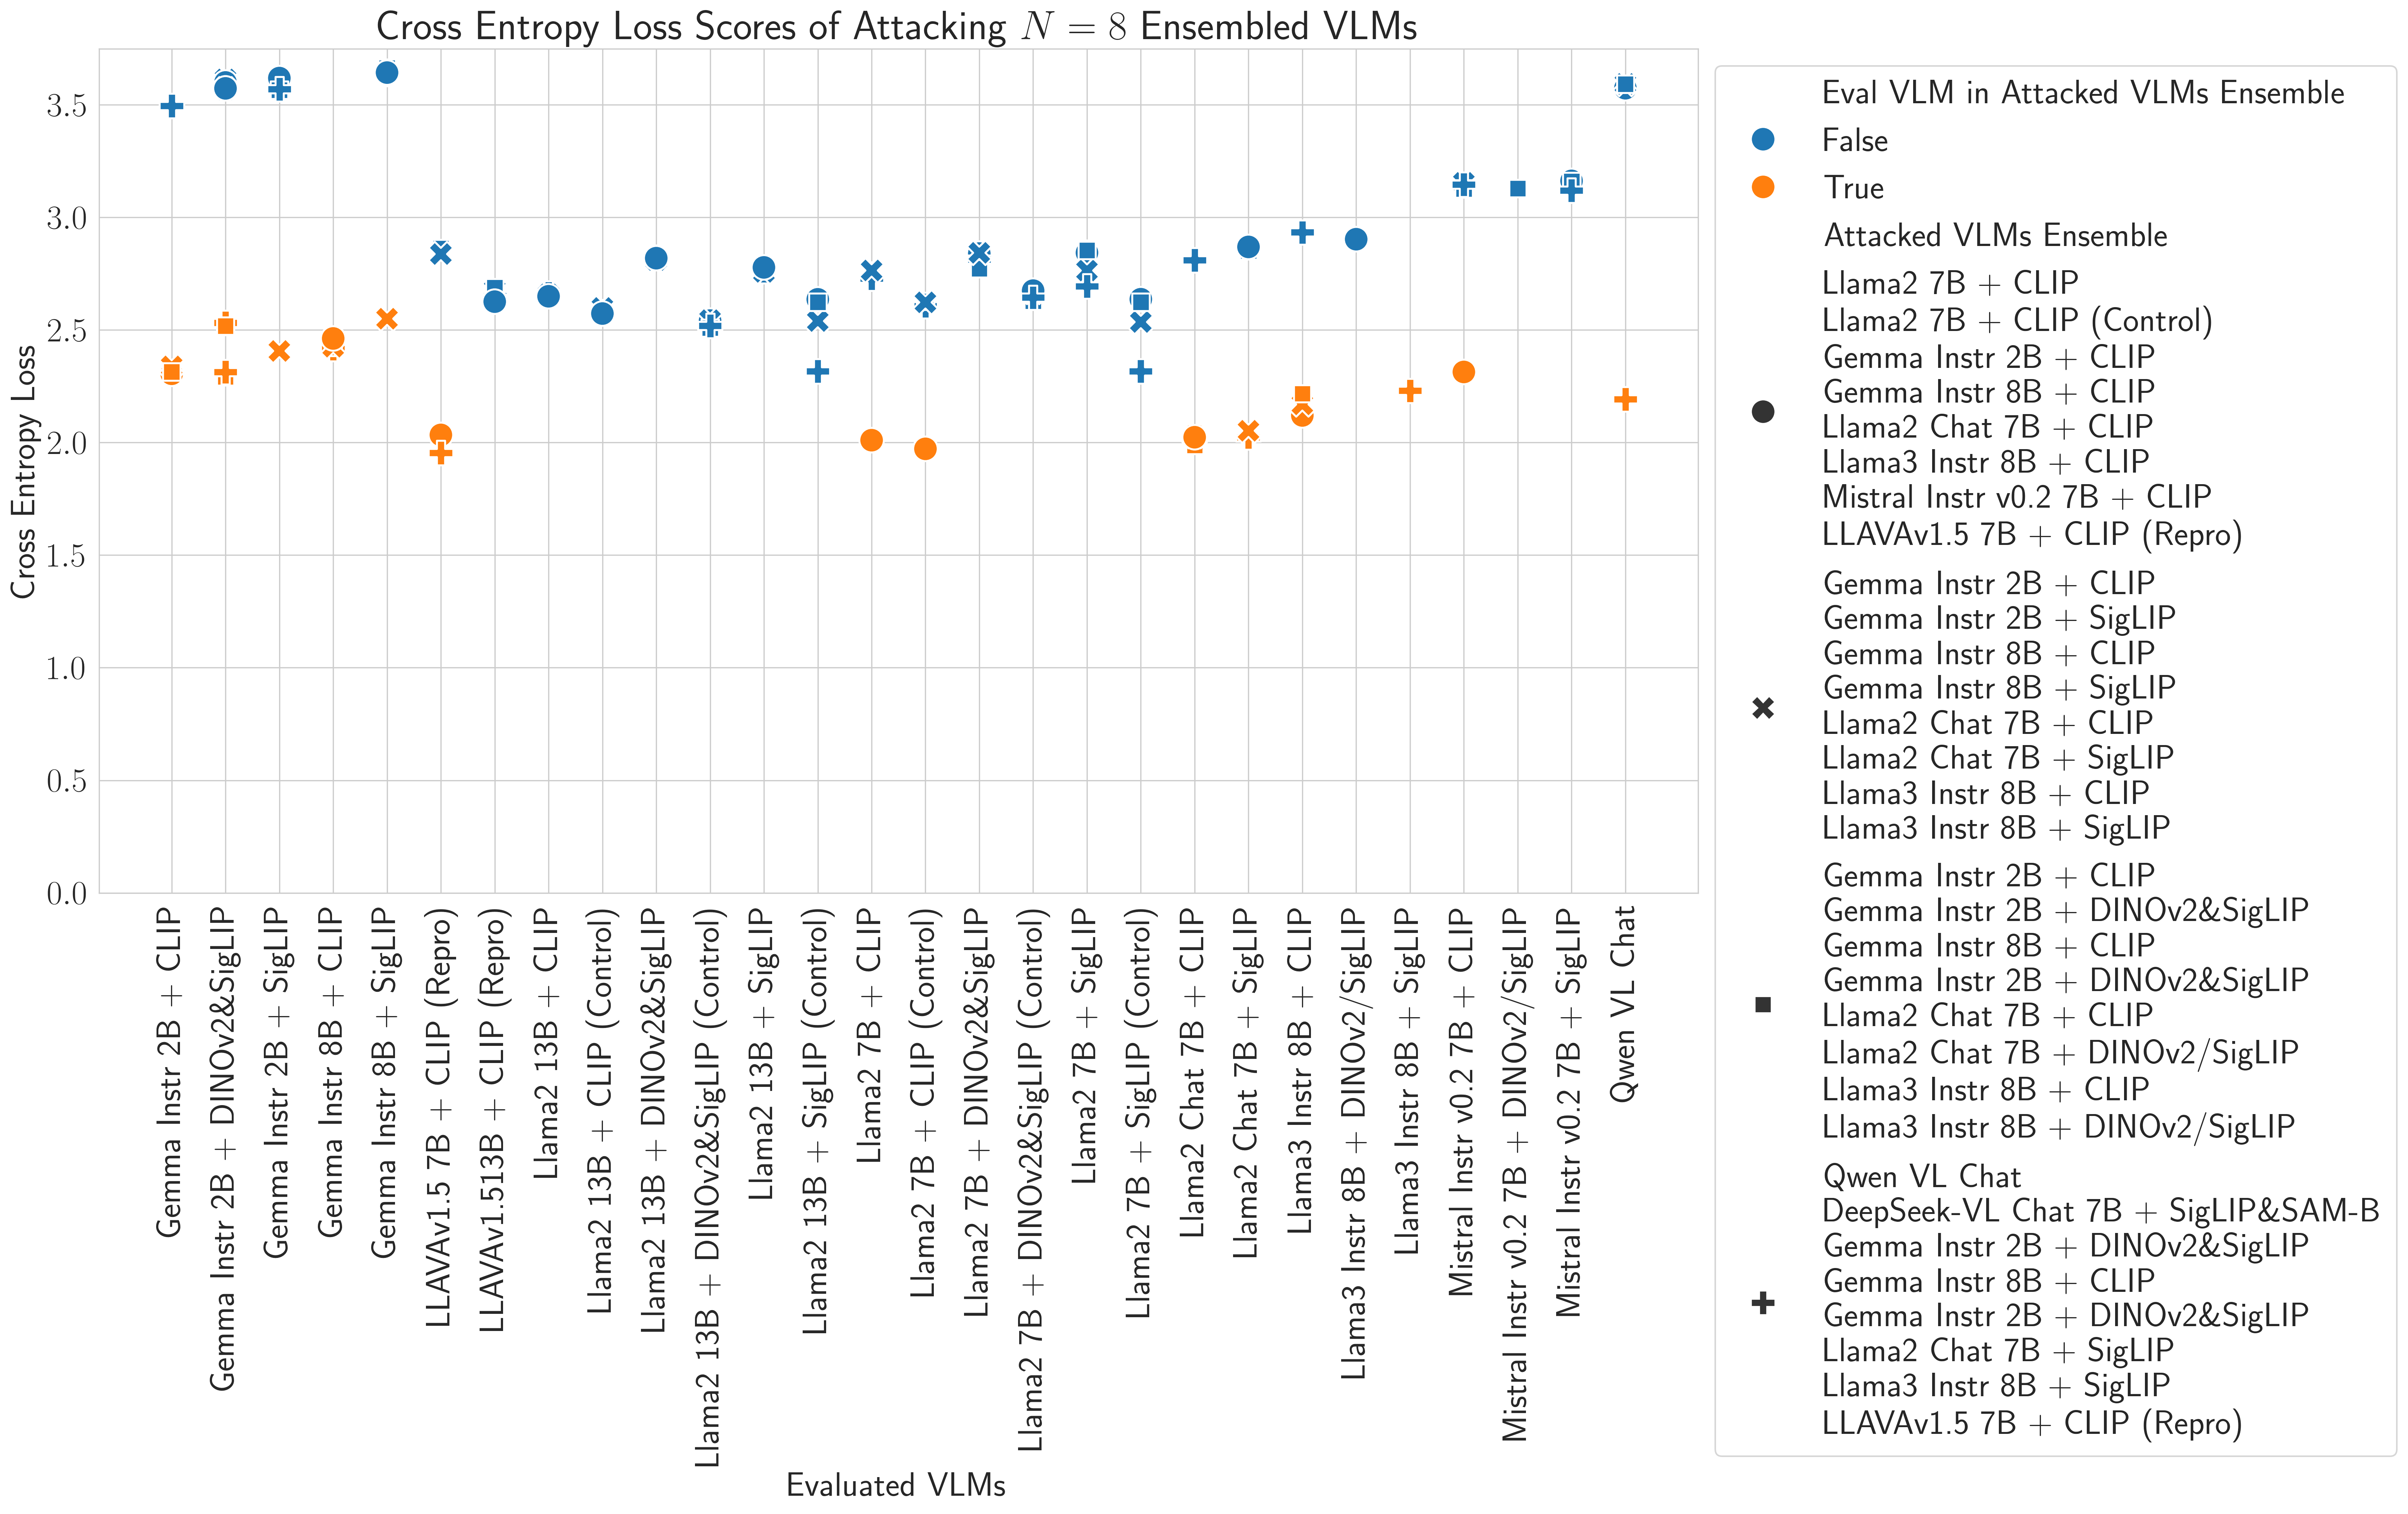 Cross Entropy Loss Scores of Attacking N = 8 Ensembled VLMs
Cross Entropy Loss
3.5
3.0
2.5
2.0
1.5
1.0
0.5
0.0
Gemma Instr 2B + CLIP
Gemma Instr 2B + DINOv2&SigLIP
Gemma Instr 2B + SigLIP
Gemma Instr 8B + CLIP
Gemma Instr 8B + SigLIP
LLAVAv1.5 7B + CLIP (Repro)
LLAVAv1.513B + CLIP (Repro)
Llama2 13B + CLIP
Llama2 13B + CLIP (Control)
Llama2 13B + DINOv2&SigLIP
Llama2 13B + DINOv2&SigLIP (Control)
Llama2 13B + SigLIP
Llama2 13B + SigLIP (Control)
Llama2 7B + CLIP
Llama2 7B + CLIP (Control)
Llama2 7B + DINOv2&SigLIP
Llama2 7B + DINOv2&SigLIP (Control)
Llama2 7B + SigLIP
Llama2 7B + SigLIP (Control)
Llama2 Chat 7B + CLIP
Llama2 Chat 7B + SigLIP
Llama3 Instr 8B + CLIP
Llama3 Instr 8B + DINOv2/SigLIP
Llama3 Instr 8B + SigLIP
Mistral Instr v0.2 7B + CLIP
Mistral Instr v0.2 7B + DINOv2/SigLIP
Mistral Instr v0.2 7B + SigLIP
Qwen VL Chat
Evaluated VLMs
Eval VLM in Attacked VLMs Ensemble
False
True
Attacked VLMs Ensemble
Llama2 7B + CLIP
Llama2 7B + CLIP (Control)
Gemma Instr 2B + CLIP
Gemma Instr 8B + CLIP
Llama2 Chat 7B + CLIP
Llama3 Instr 8B + CLIP
Mistral Instr v0.2 7B + CLIP
LLAVAv1.5 7B + CLIP (Repro)
Gemma Instr 2B + CLIP
Gemma Instr 2B + SigLIP
Gemma Instr 8B + CLIP
Gemma Instr 8B + SigLIP
Llama2 Chat 7B + CLIP
Llama2 Chat 7B + SigLIP
Llama3 Instr 8B + CLIP
Llama3 Instr 8B + SigLIP
Gemma Instr 2B + CLIP
Gemma Instr 2B + DINOv2&SigLIP
Gemma Instr 8B + CLIP
Gemma Instr 2B + DINOv2&SigLIP
Llama2 Chat 7B + CLIP
Llama2 Chat 7B + DINOv2/SigLIP
Llama3 Instr 8B + CLIP
Llama3 Instr 8B + DINOv2/SigLIP
Qwen VL Chat
DeepSeek-VL Chat 7B + SigLIP&SAM-B
Gemma Instr 2B + DINOv2&SigLIP
Gemma Instr 8B + CLIP
Gemma Instr 2B + DINOv2&SigLIP
Llama2 Chat 7B + SigLIP
Llama3 Instr 8B + SigLIP
LLAVAv1.5 7B + CLIP (Repro)